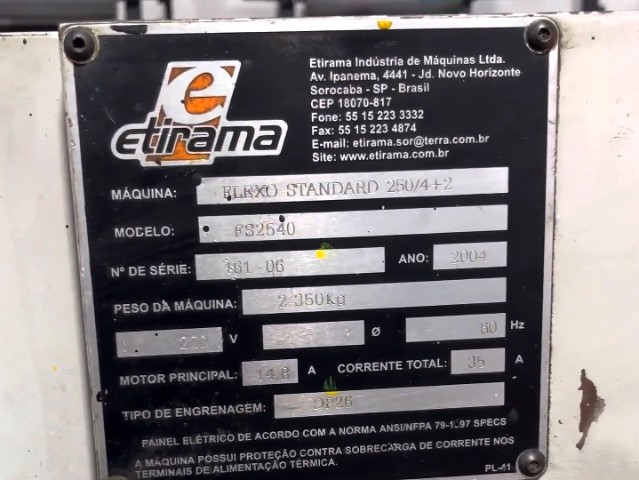 Etirama Indústria de Máquinas Ltda.
Av. Ipanema, 4441 - Jd. Novo Horizonte
Sorocaba - SP - Brasil
CEP 18070-817
Fone: 55 15 223 3332
Fax: 55 15 223 4874
E-mail: etirama.sor@terra.com.br
Site: www.etirama.com.br
e
etirama
MÁQUINA: FLEXO STANDARD 250/4+2
MODELO: FS2540
Nº DE SÉRIE: 161 06 ANO: 2004
PESO DA MÁQUINA: 2.350Kg
220 V Ø 60 Hz
MOTOR PRINCIPAL: 14,8 A CORRENTE TOTAL: 35 A
TIPO DE ENGRENAGEM: DP26
PAINEL ELÉTRICO DE ACORDO COM A NORMA ANSI/NFPA 79-1997 SPECS
A MÁQUINA POSSUI PROTEÇÃO CONTRA SOBRECARGA DE CORRENTE NOS
TERMINAIS DE ALIMENTAÇÃO TÉRMICA.
PL-41